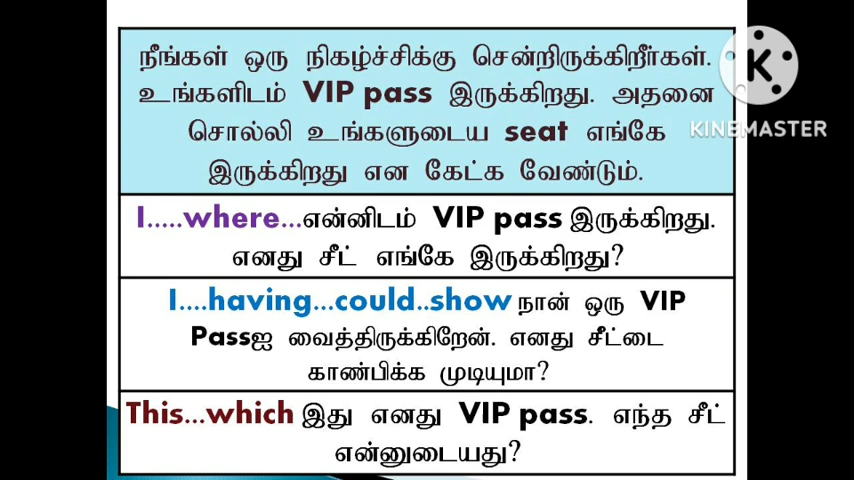 நீங்கள் ஒரு நிகழ்ச்சிக்கு சென்றிருக்கிறீர்கள்.
உங்களிடம் VIP pass இருக்கிறது. அதனை
சொல்லி உங்களுடைய seat எங்கே
இருக்கிறது என கேட்க வேண்டும்.
K
KINEMASTER
I.....where...என்னிடம் VIP pass இருக்கிறது.
எனது சீட் எங்கே இருக்கிறது?
I....having...could..show நான் ஒரு VIP
Passஐ வைத்திருக்கிறேன். எனது சீட்டை
காண்பிக்க முடியுமா?
This...which இது எனது VIP pass. எந்த சீட்
என்னுடையது?